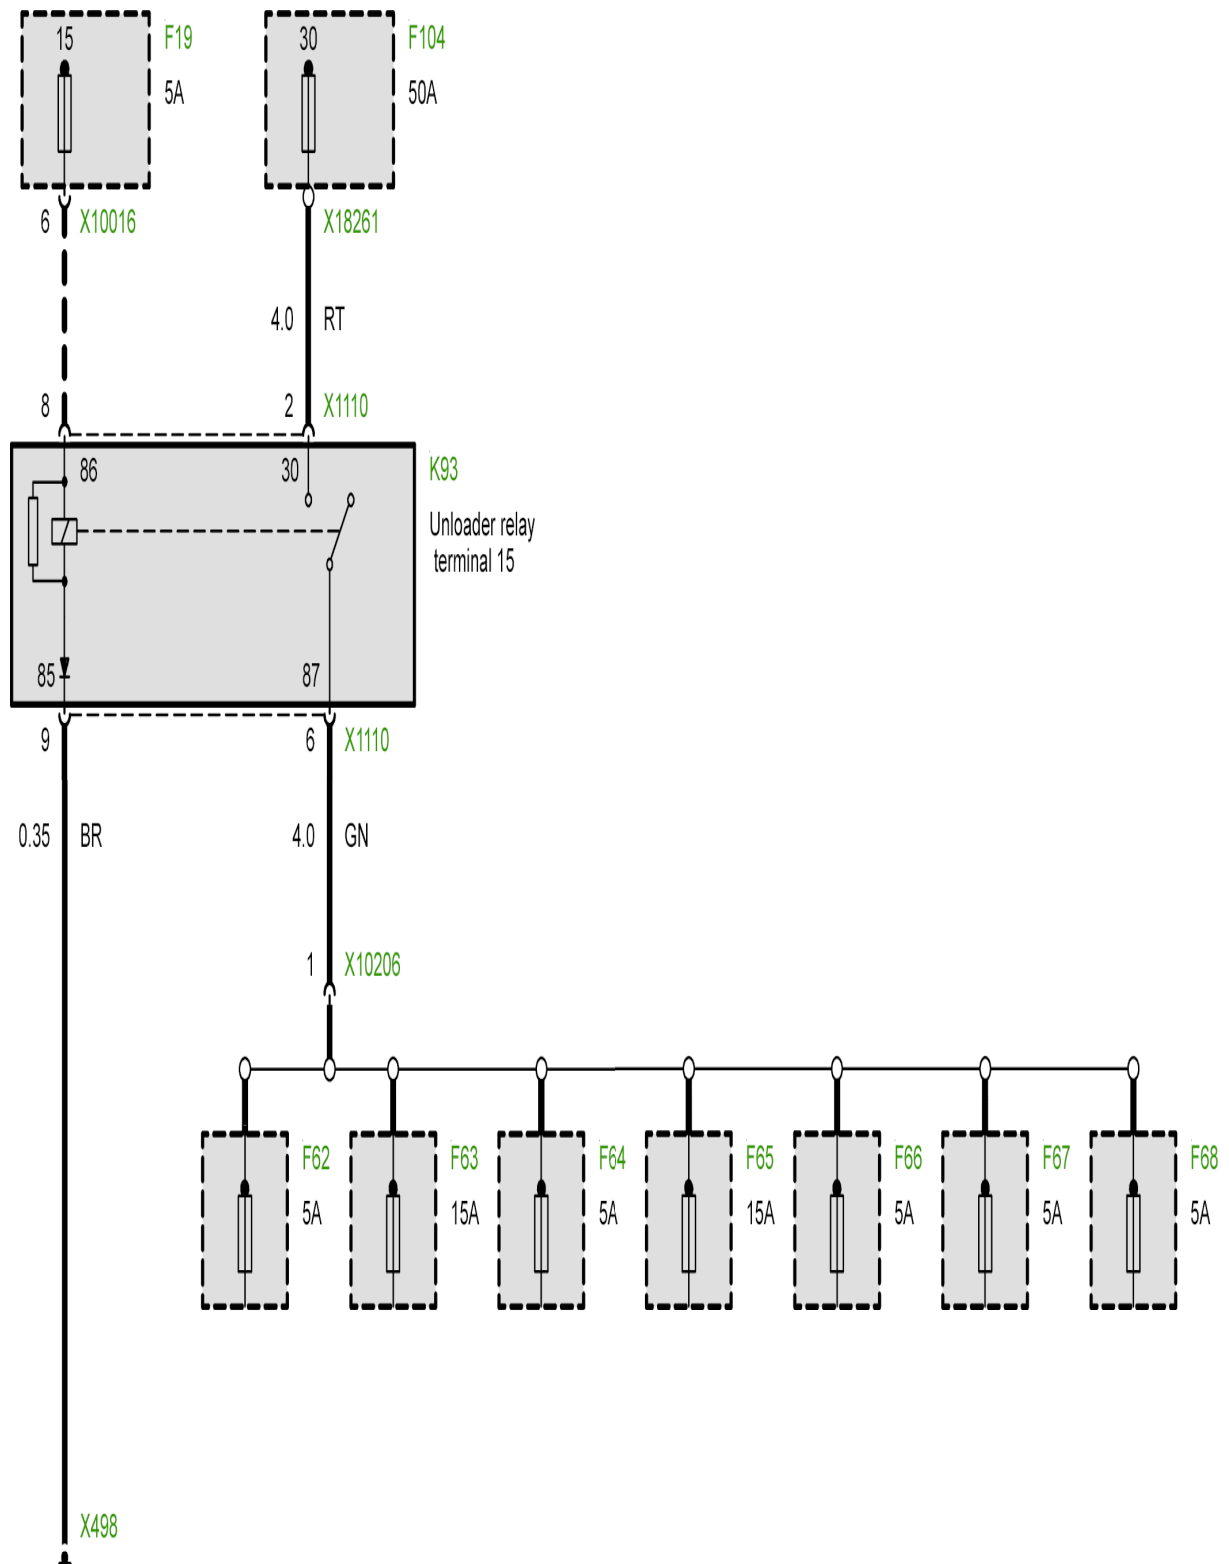 15
F19
5A
30
F104
50A
6
X10016
X18261
4.0
RT
8
2
X1110
86
30
K93
Unloader relay
terminal 15
85
87
9
6
X1110
0.35
BR
4.0
GN
1
X10206
F62
5A
F63
15A
F64
5A
F65
15A
F66
5A
F67
5A
F68
5A
X498